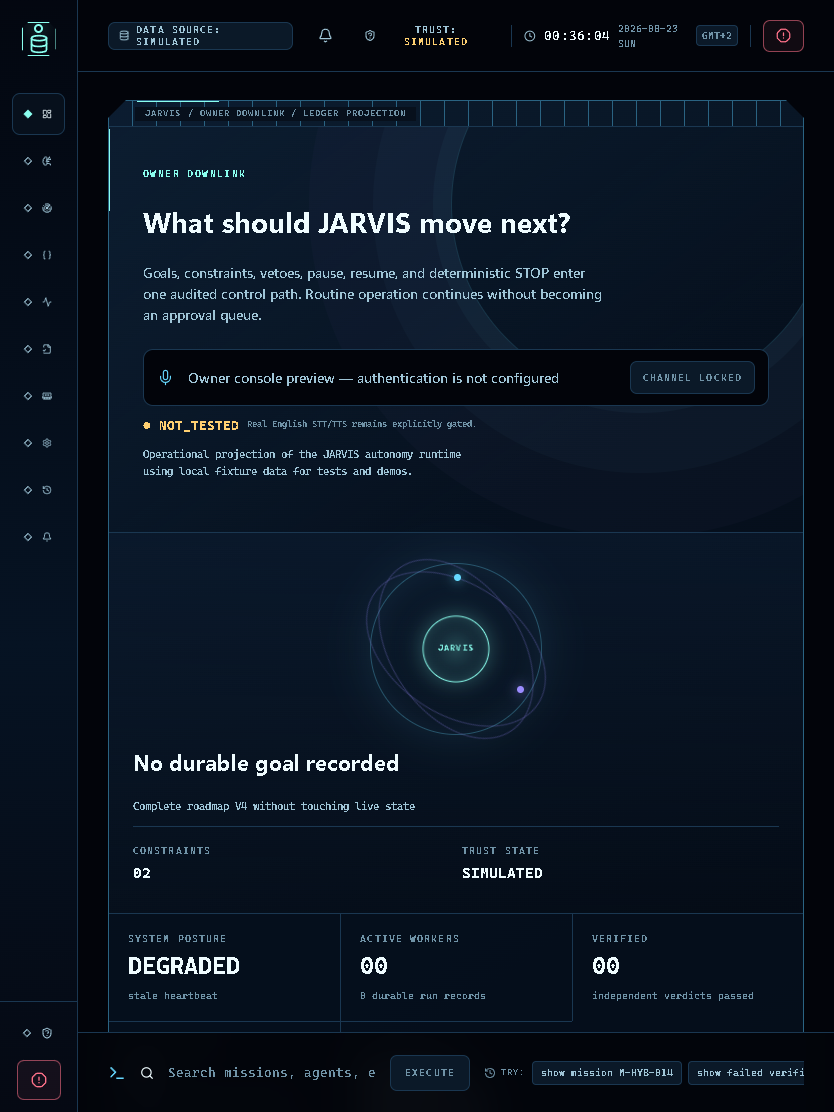 DATA SOURCE:
SIMULATED
TRUST:
SIMULATED
00:36:04
2026-08-23
SUN
GMT+2
JARVIS / OWNER DOWNLINK / LEDGER PROJECTION
OWNER DOWNLINK
What should JARVIS move next?
Goals, constraints, vetoes, pause, resume, and deterministic STOP enter
one audited control path. Routine operation continues without becoming
an approval queue.
Owner console preview — authentication is not configured
CHANNEL LOCKED
NOT_TESTED Real English STT/TTS remains explicitly gated.
Operational projection of the JARVIS autonomy runtime
using local fixture data for tests and demos.
JARVIS
No durable goal recorded
Complete roadmap V4 without touching live state
CONSTRAINTS
02
TRUST STATE
SIMULATED
SYSTEM POSTURE
DEGRADED
stale heartbeat
ACTIVE WORKERS
00
0 durable run records
VERIFIED
00
independent verdicts passed
Search missions, agents, e
EXECUTE
TRY:
show mission M-HYB-014
show failed verifi